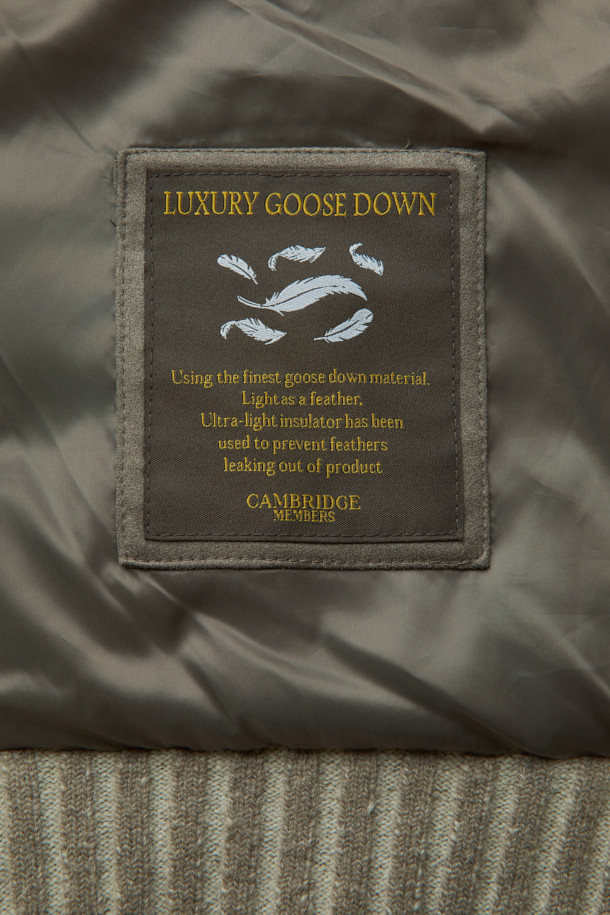 LUXURY GOOSE DOWN
Using the finest goose down material.
Light as a feather,
Ultra-light insulator has been
used to prevent feathers
leaking out of product
CAMBRIDGE
MEMBERS